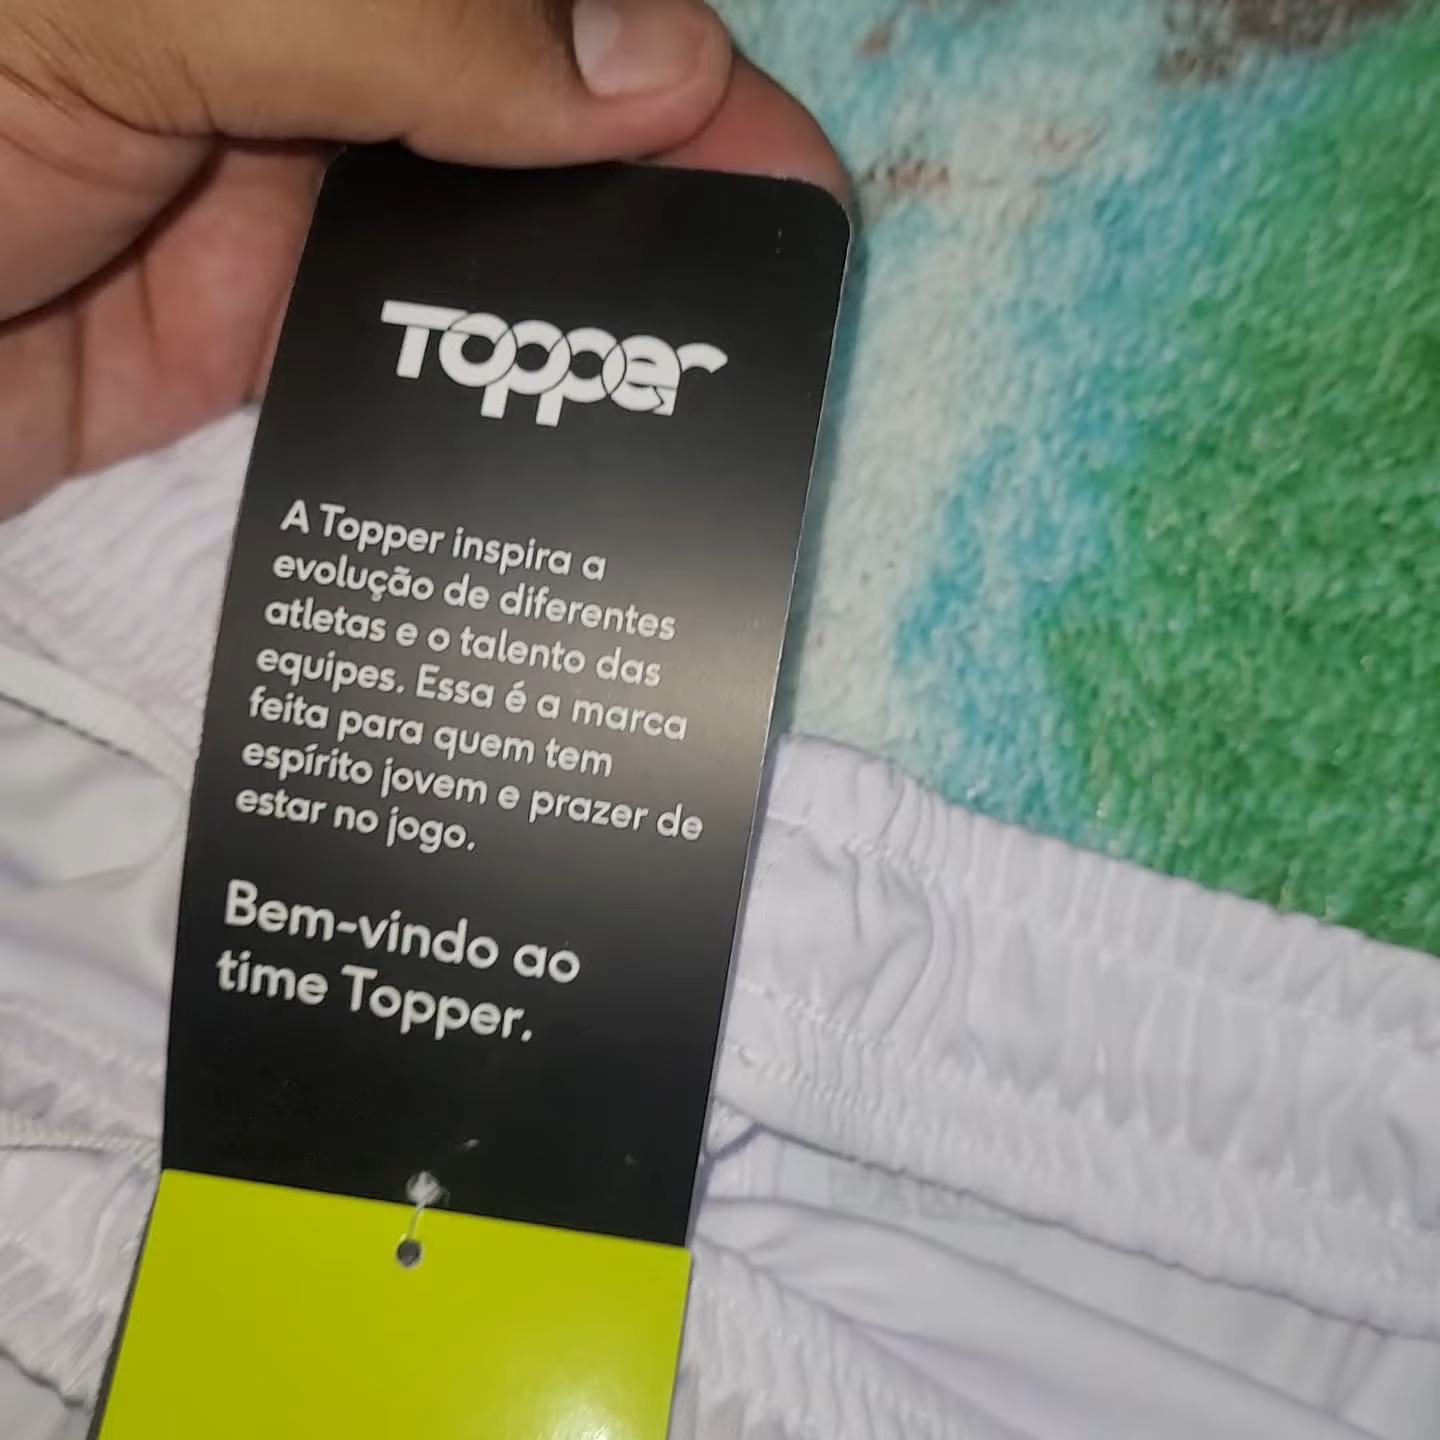 Topper
A Topper inspira a
evolução de diferentes
atletas e o talento das
equipes. Essa é a marca
feita para quem tem
espírito jovem e prazer de
estar no jogo.
Bem-vindo ao
time Topper.